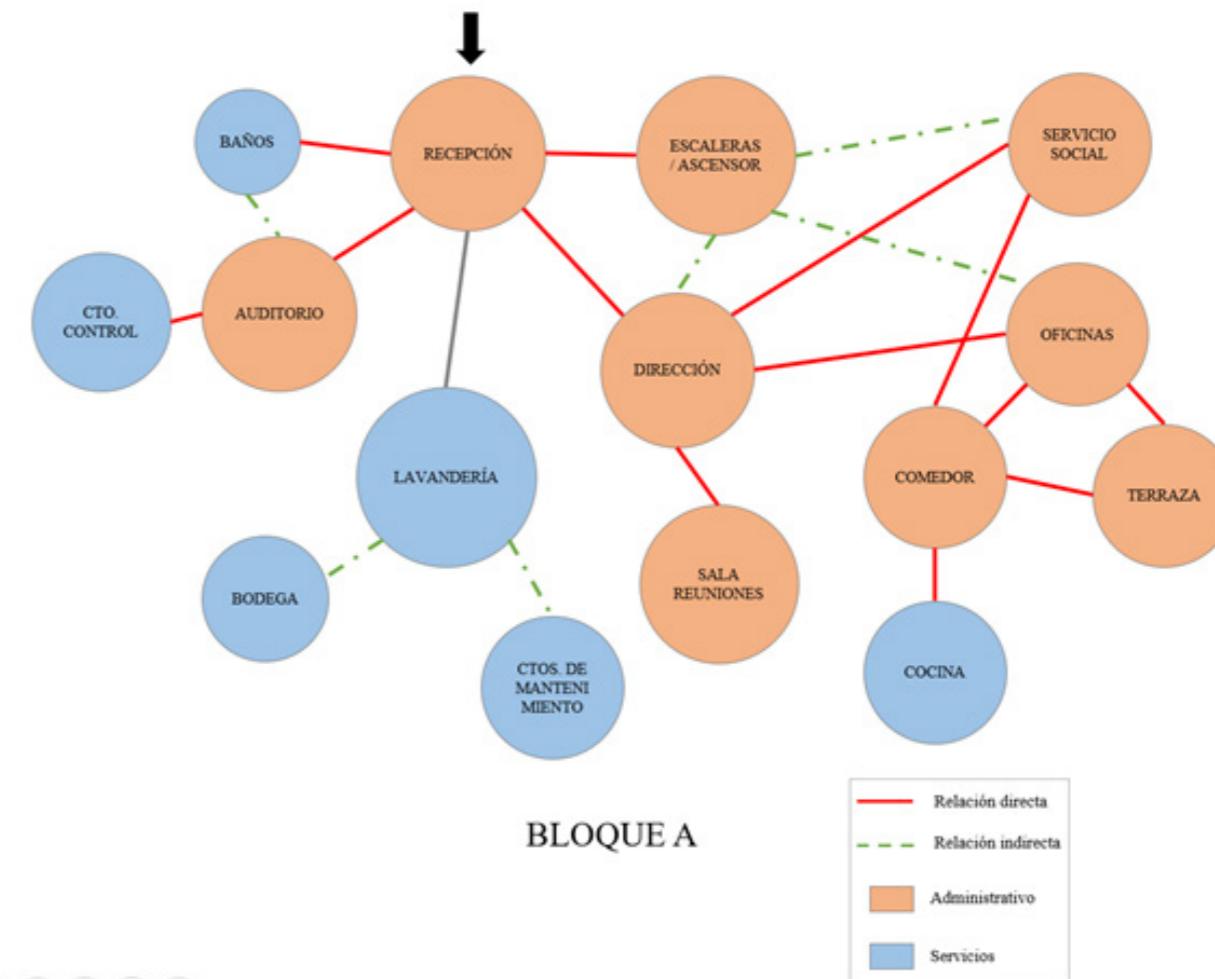 BAÑOS
RECEPCIÓN
ESCALERAS
/ ASCENSOR
SERVICIO
SOCIAL
CTO.
CONTROL
AUDITORIO
DIRECCIÓN
OFICINAS
LAVANDERÍA
COMEDOR
TERRAZA
BODEGA
SALA
REUNIONES
CTOS. DE
MANTENI
MIENTO
COCINA
BLOQUE A
Relación directa
Relación indirecta
Administrativo
Servicios